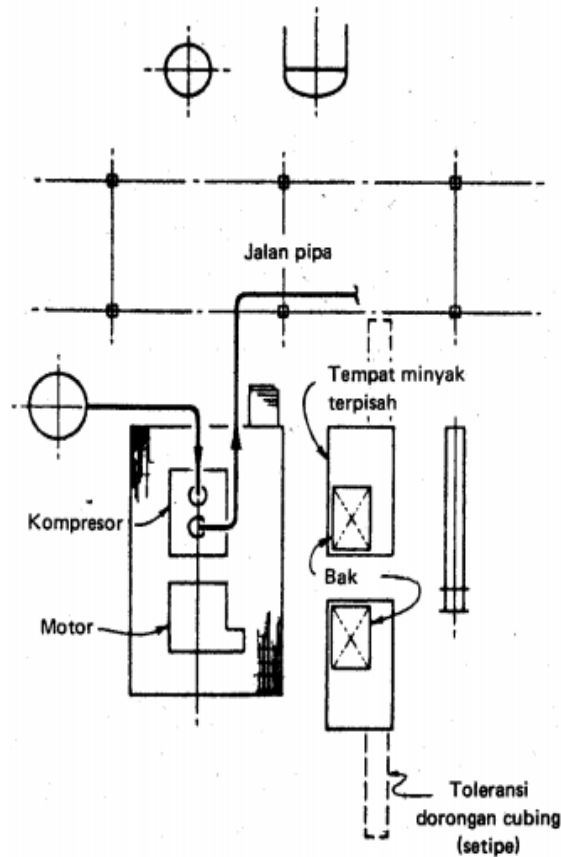 Jalan pipa
Tempat minyak
terpisah
Kompresor
Bak
Motor
Toleransi
dorongan cubing
(setipe)